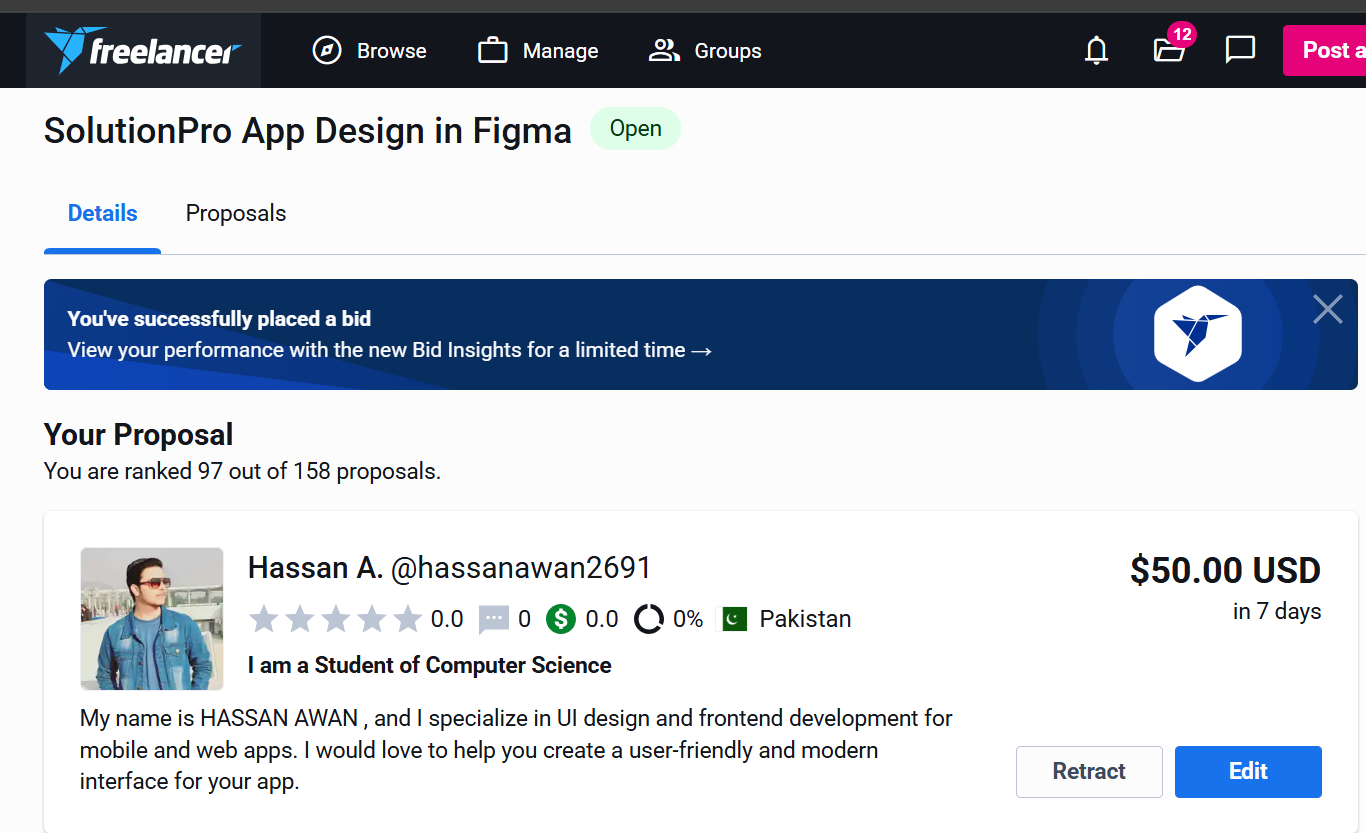 freelancer
Browse
Manage
Groups
12
Post a
SolutionPro App Design in Figma
Open
Details
Proposals
You've successfully placed a bid
View your performance with the new Bid Insights for a limited time →
Your Proposal
You are ranked 97 out of 158 proposals.
Hassan A. @hassanawan2691
$50.00 USD
0.0 0 0.0 0% Pakistan
in 7 days
I am a Student of Computer Science
My name is HASSAN AWAN , and I specialize in UI design and frontend development for
mobile and web apps. I would love to help you create a user-friendly and modern
interface for your app.
Retract
Edit